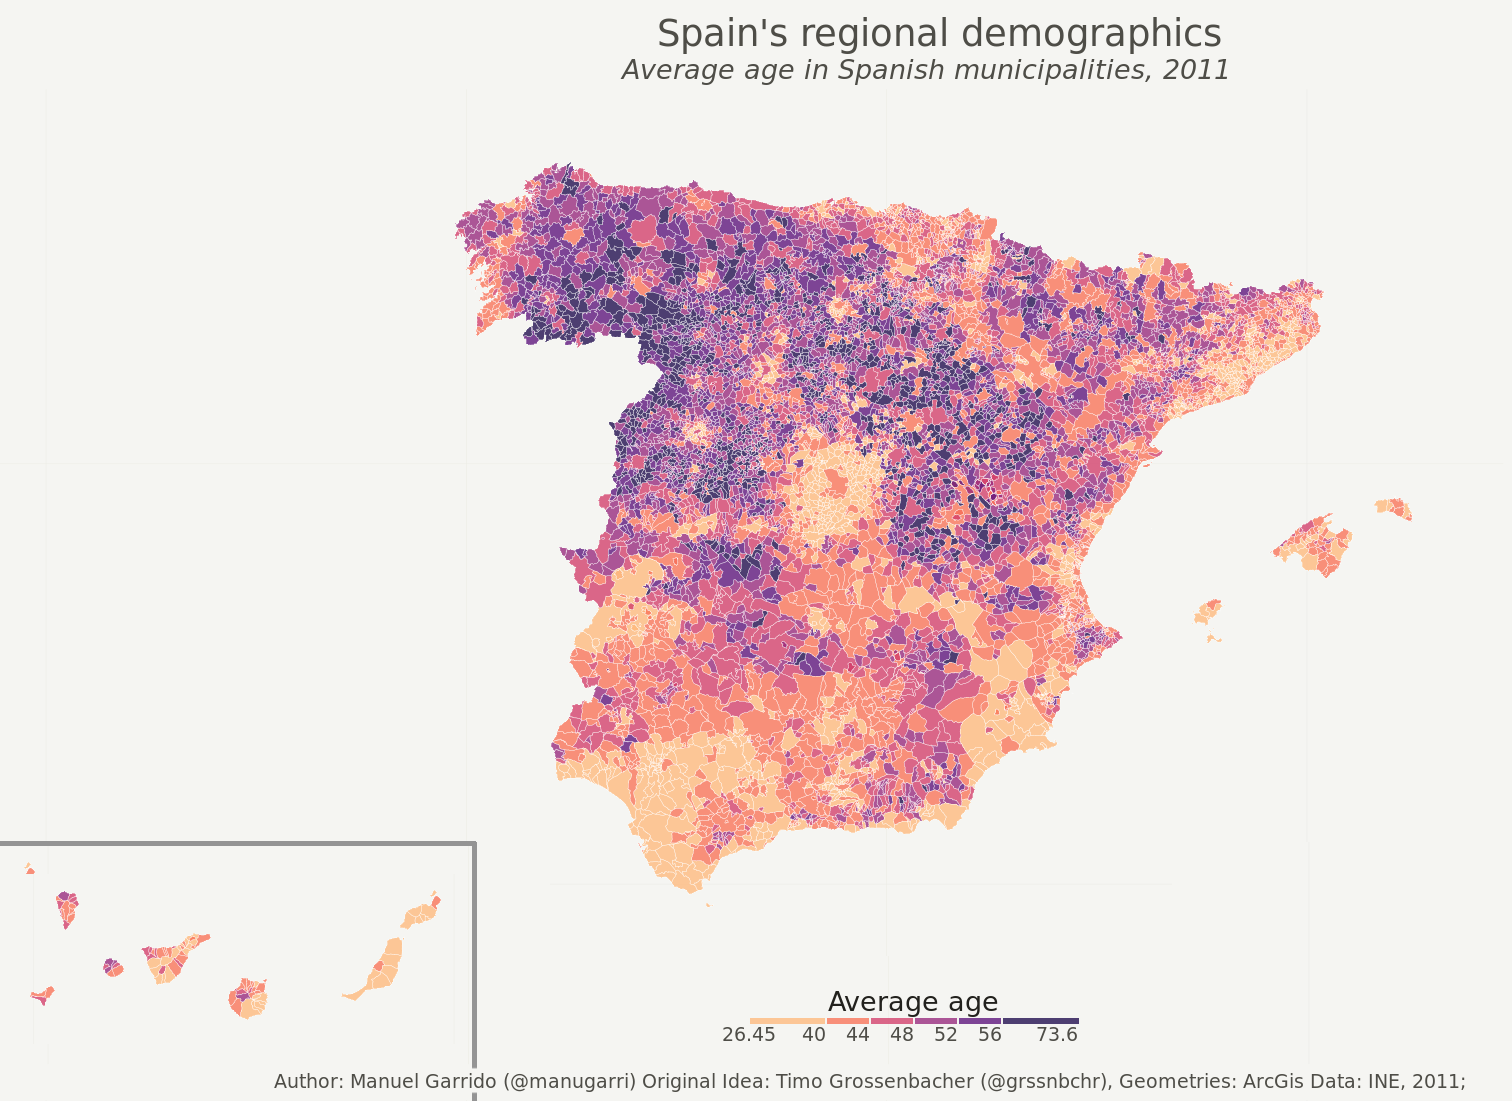 Spain's regional demographics
Average age in Spanish municipalities, 2011
Average age
26.45 40 44 48 52 56 73.6
Author: Manuel Garrido (@manugarri) Original Idea: Timo Grossenbacher (@grssnbchr), Geometries: ArcGis Data: INE, 2011;